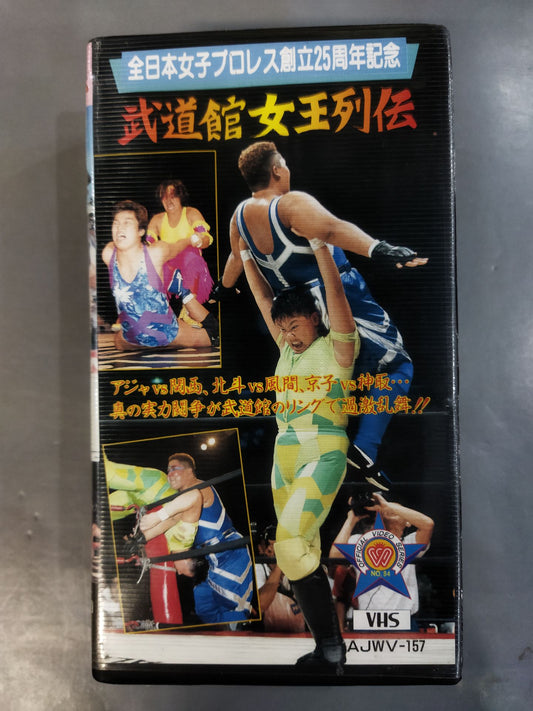 全日本女子プロレス創立25周年記念
武道館女王列伝
アジャvs関西、北斗vs風間、京子vs神取…
真の実力闘争が武道館のリングで過激乱舞!!
OFFICIAL VIDEO SERIES
NO. 54
VHS
AJWV-157